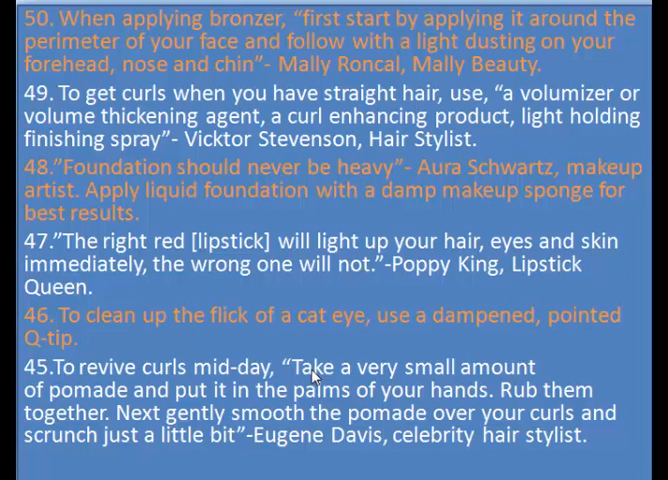 50. When applying bronzer, “first start by applying it around the
perimeter of your face and follow with a light dusting on your
forehead, nose and chin”- Mally Roncal, Mally Beauty.
49. To get curls when you have straight hair, use, “a volumizer or
volume thickening agent, a curl enhancing product, light holding
finishing spray”- Vicktor Stevenson, Hair Stylist.
48.”Foundation should never be heavy”- Aura Schwartz, makeup
artist. Apply liquid foundation with a damp makeup sponge for
best results.
47.”The right red [lipstick] will light up your hair, eyes and skin
immediately, the wrong one will not.”-Poppy King, Lipstick
Queen.
46. To clean up the flick of a cat eye, use a dampened, pointed
Q-tip.
45.To revive curls mid-day, “Take a very small amount
of pomade and put it in the palms of your hands. Rub them
together. Next gently smooth the pomade over your curls and
scrunch just a little bit”-Eugene Davis, celebrity hair stylist.